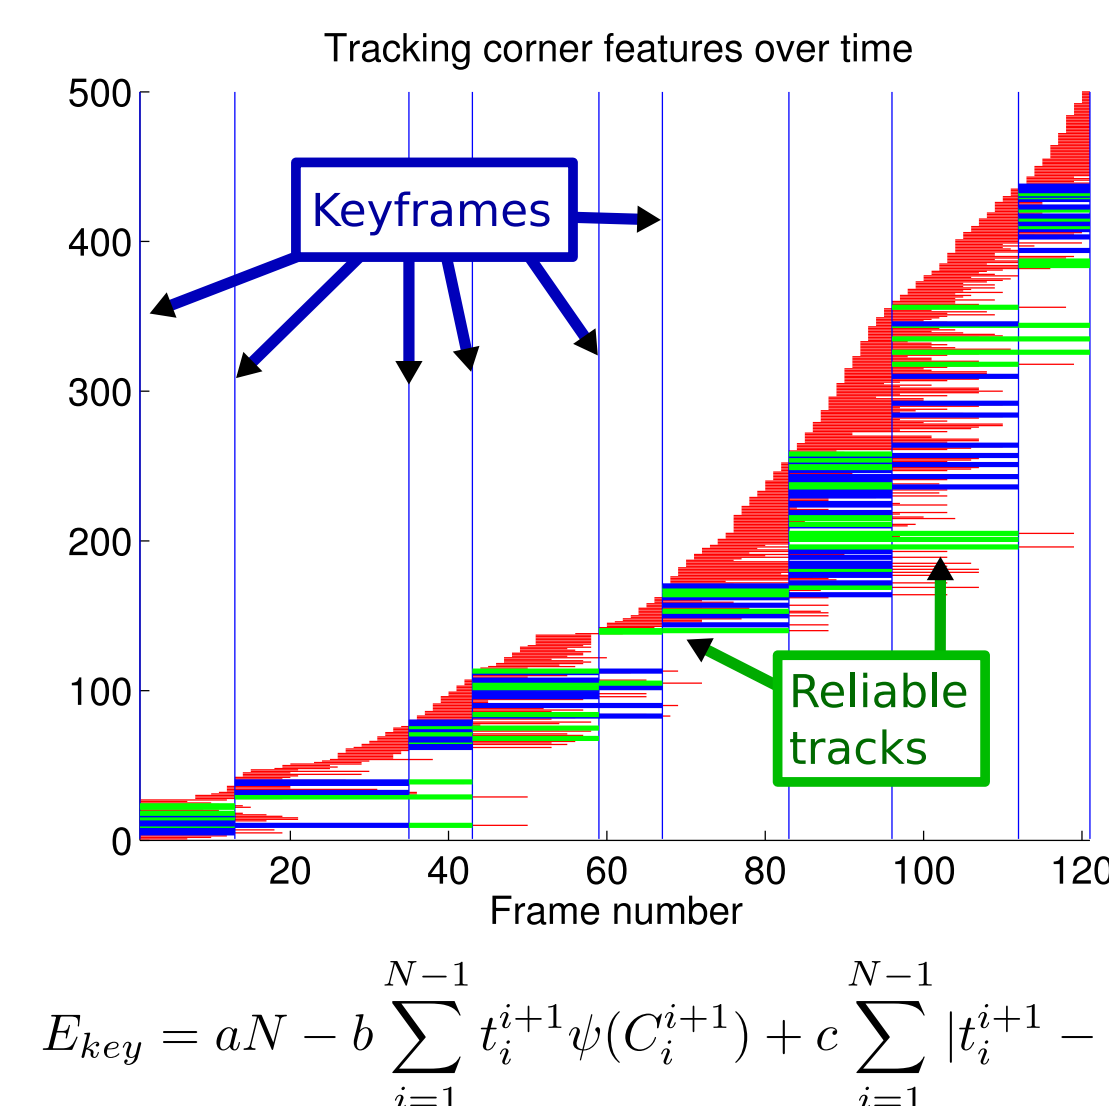 Tracking corner features over time
500
Keyframes
400
300
200
100
Reliable
tracks
0
20 40 60 80 100 120
Frame number
E_{key} = aN - b \sum_{i=1}^{N-1} t_i^{i+1} \psi(C_i^{i+1}) + c \sum_{i=1}^{N-1} |t_i^{i+1} -